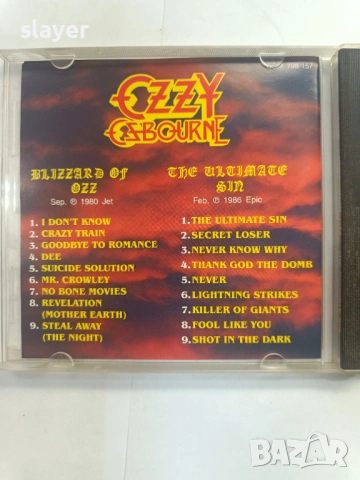 slayer
798-157
OZZY
OSBOURNE
BLIZZARD OF
OZZ
Sep. ℗ 1980 Jet
1. I DON'T KNOW
2. CRAZY TRAIN
3. GOODBYE TO ROMANCE
4. DEE
5. SUICIDE SOLUTION
6. MR. CROWLEY
7. NO BONE MOVIES
8. REVELATION
(MOTHER EARTH)
9. STEAL AWAY
(THE NIGHT)
THE ULTIMATE
SIN
Feb. ℗ 1986 Epic
1. THE ULTIMATE SIN
2. SECRET LOSER
3. NEVER KNOW WHY
4. THANK GOD THE DOMB
5. NEVER
6. LIGHTNING STRIKES
7. KILLER OF GIANTS
8. FOOL LIKE YOU
9. SHOT IN THE DARK
BAZAR